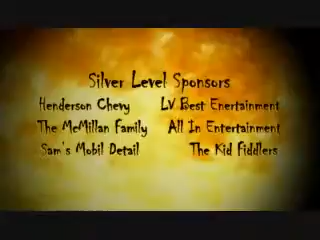 Silver Level Sponsors
Henderson Chevy LV Best Enertainment
The McMillan Family All In Entertainment
Sam's Mobil Detail The Kid Fiddlers